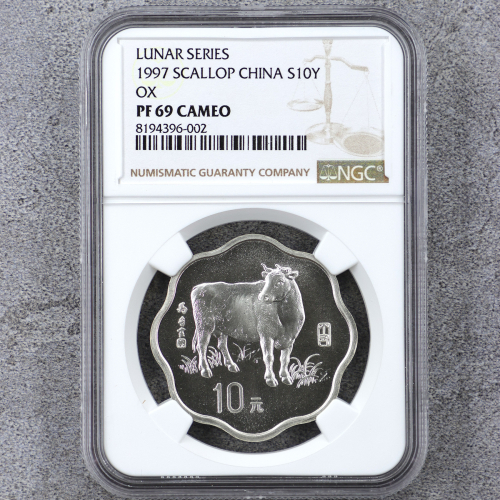 LUNAR SERIES
1997 SCALLOP CHINA S10Y
OX
PF 69 CAMEO
8194396-002
NUMISMATIC GUARANTY COMPANY
NGC
10元